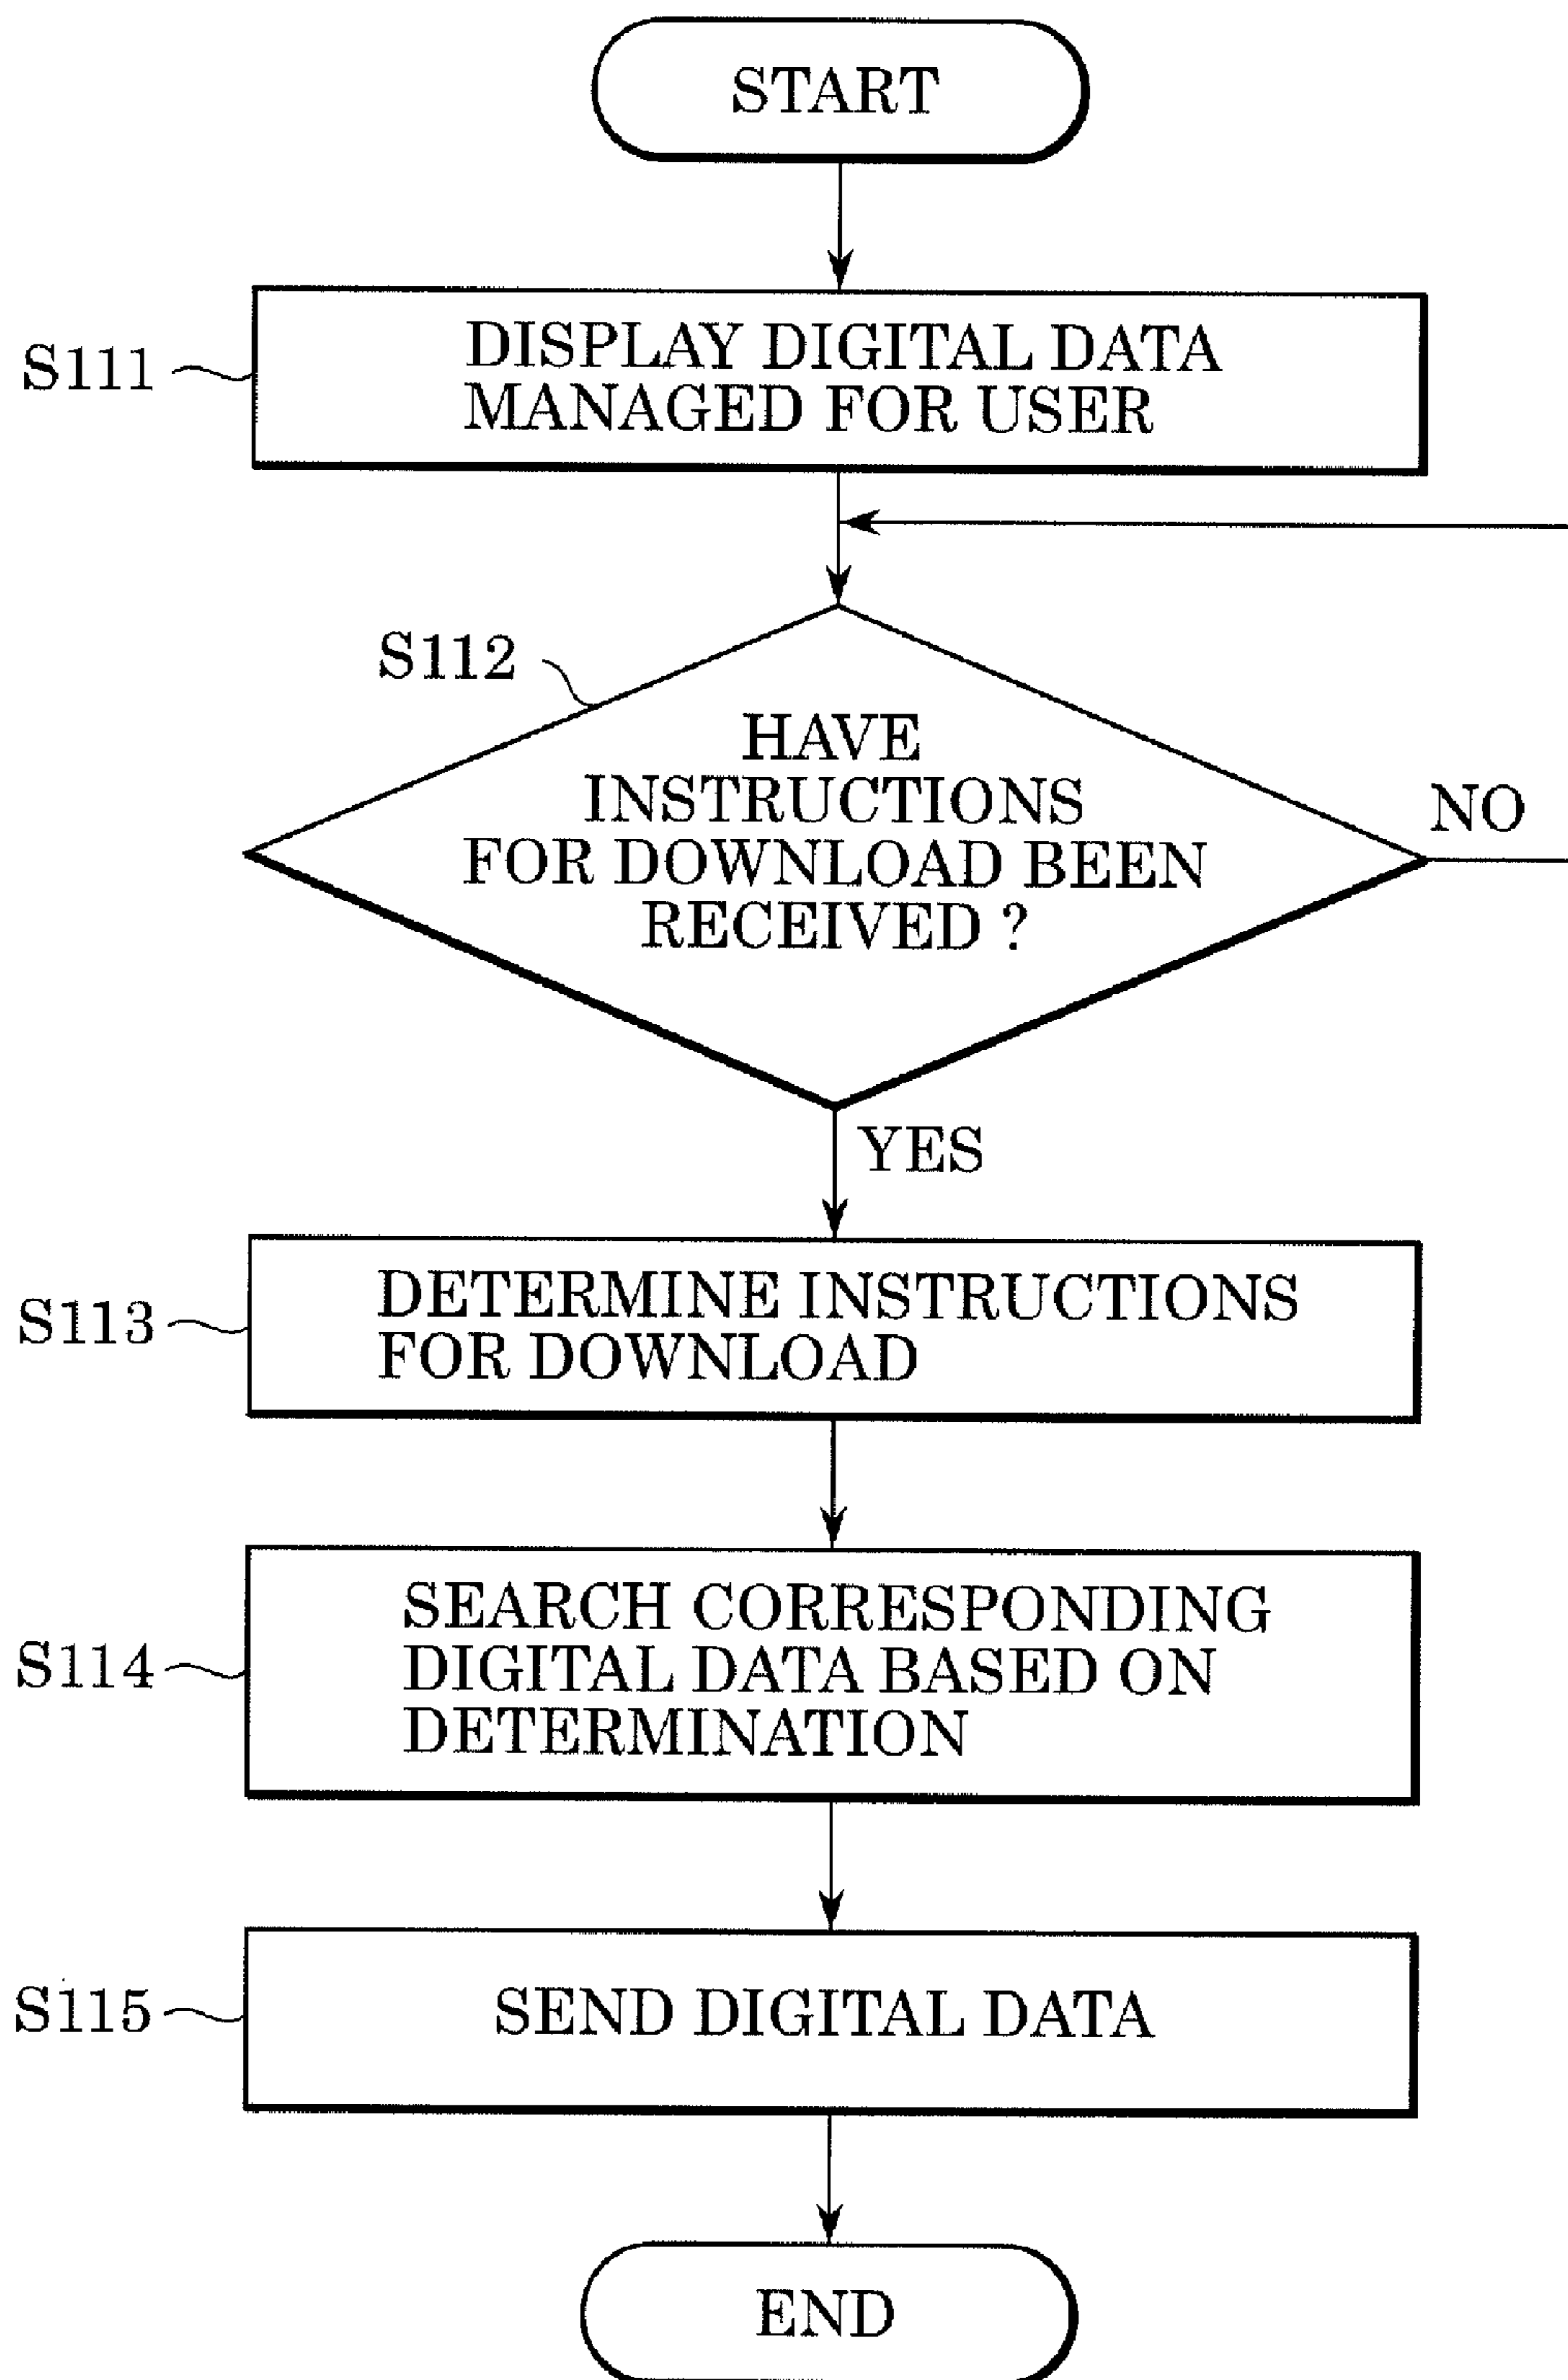 START
S111
DISPLAY DIGITAL DATA
MANAGED FOR USER
S112
HAVE
INSTRUCTIONS
FOR DOWNLOAD BEEN
RECEIVED ?
NO
YES
S113
DETERMINE INSTRUCTIONS
FOR DOWNLOAD
S114
SEARCH CORRESPONDING
DIGITAL DATA BASED ON
DETERMINATION
S115
SEND DIGITAL DATA
END